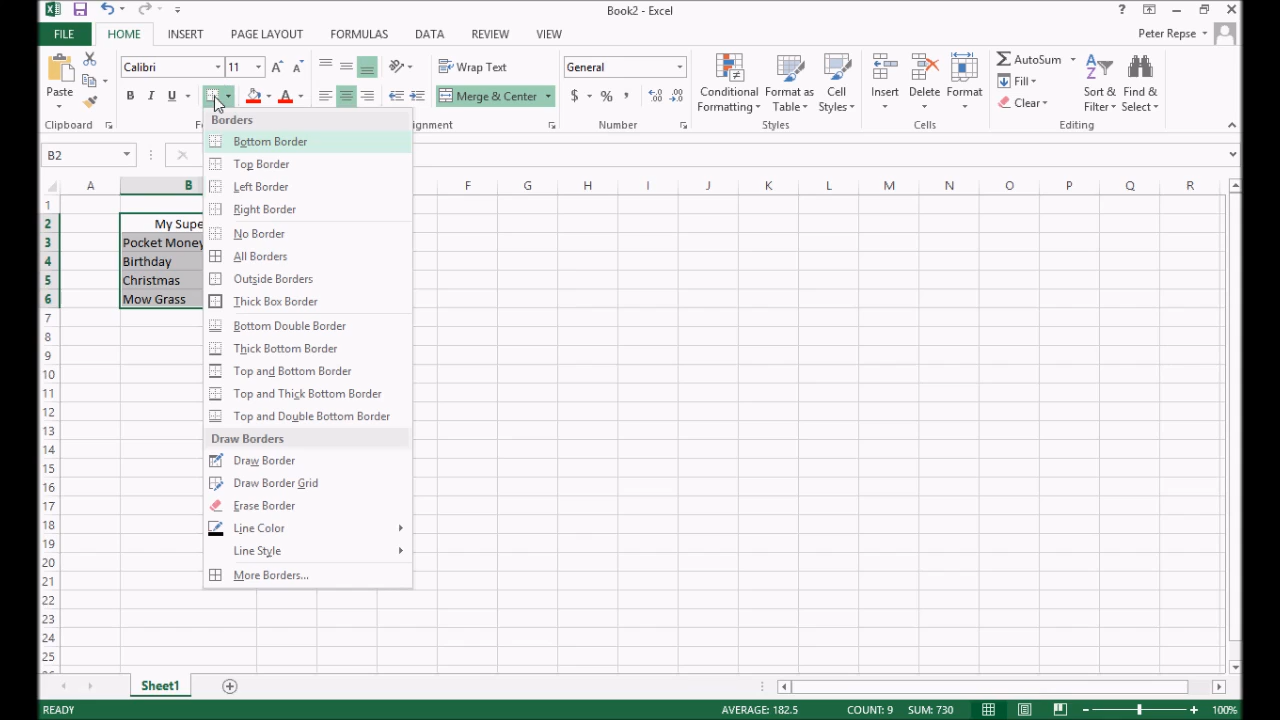 Book2 - Excel
FILE HOME INSERT PAGE LAYOUT FORMULAS DATA REVIEW VIEW Peter Repse
Paste
Calibri 11
Wrap Text
General
Conditional Formatting
Format as Table
Cell Styles
Insert Delete Format
AutoSum
Fill
Clear
Sort & Filter
Find & Select
B I U
Merge & Center
$ % ,
Clipboard Styles Cells Editing
Number
B2
Borders
Bottom Border
Top Border
Left Border
Right Border
No Border
All Borders
Outside Borders
Thick Box Border
Bottom Double Border
Thick Bottom Border
Top and Bottom Border
Top and Thick Bottom Border
Top and Double Bottom Border
Draw Borders
Draw Border
Draw Border Grid
Erase Border
Line Color
Line Style
More Borders...
A B F G H I J K L M N O P Q R
1
2 My Supe
3 Pocket Money
4 Birthday
5 Christmas
6 Mow Grass
7
8
9
10
11
12
13
14
15
16
17
18
19
20
21
22
23
24
25
Sheet1
READY AVERAGE: 182.5 COUNT: 9 SUM: 730 100%